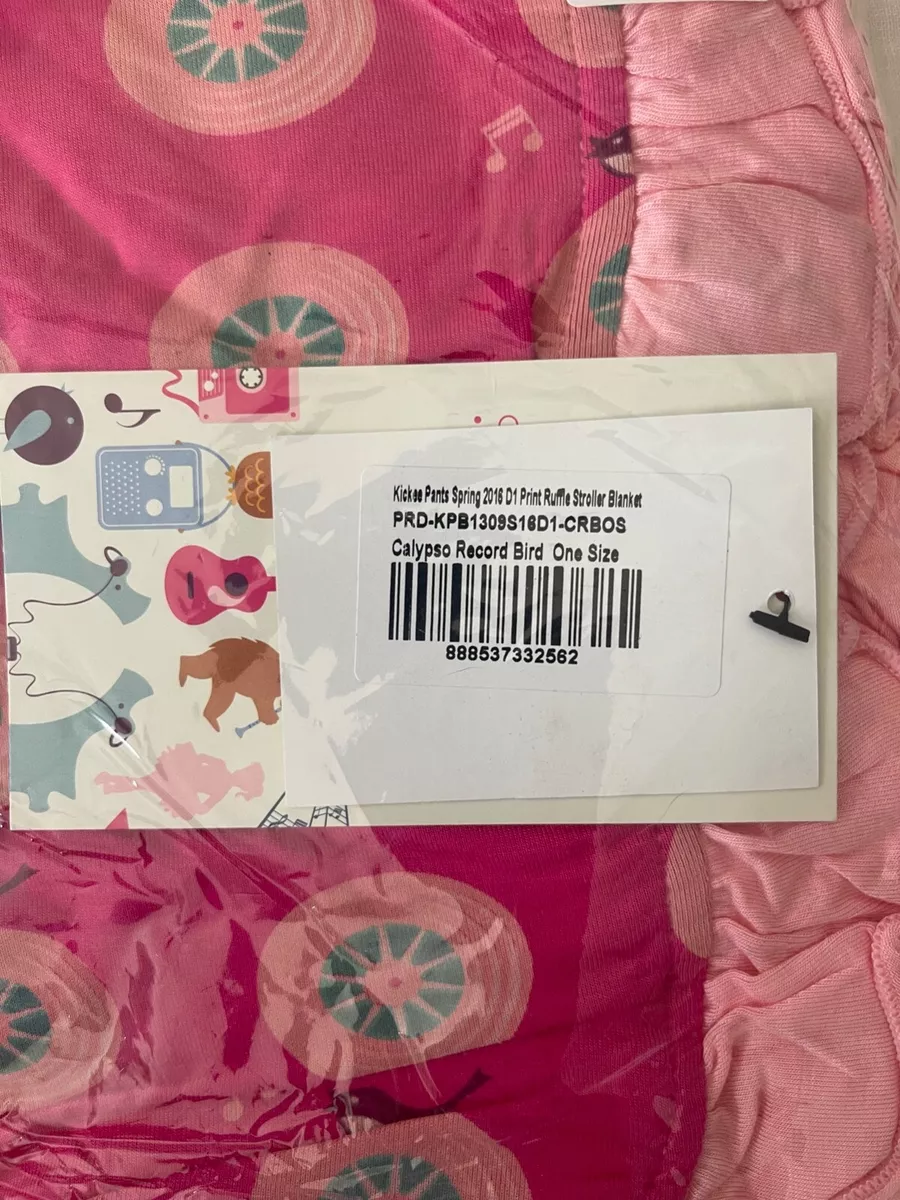 Kickee Pants Spring 2016 D1 Print Ruffle Stroller Blanket
PRD-KPB1309S16D1-CRBOS
Calypso Record Bird One Size
888537332562